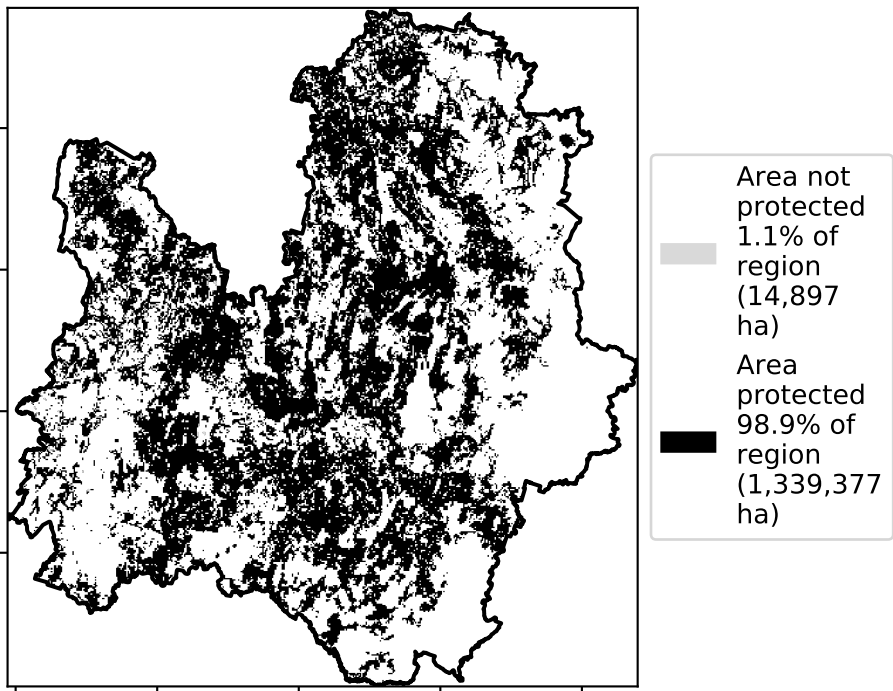 Area not
protected
1.1% of
region
(14,897
ha)
Area
protected
98.9% of
region
(1,339,377
ha)